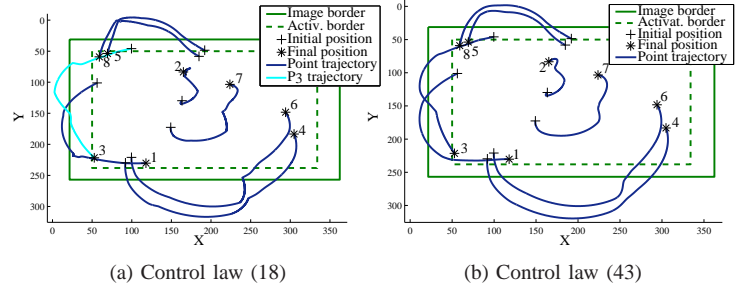 0
50
100
150
200
250
300
Y
0
50
100
150
200
250
300
350
X
Image border
Activat. border
Initial position
Final position
Point trajectory
P3 trajectory
8
5
2
7
6
4
3
1
(a) Control law (18)
0
50
100
150
200
250
300
Y
0
50
100
150
200
250
300
350
X
Image border
Activat. border
Initial position
Final position
Point trajectory
8
5
2
7
6
4
3
1
(b) Control law (43)